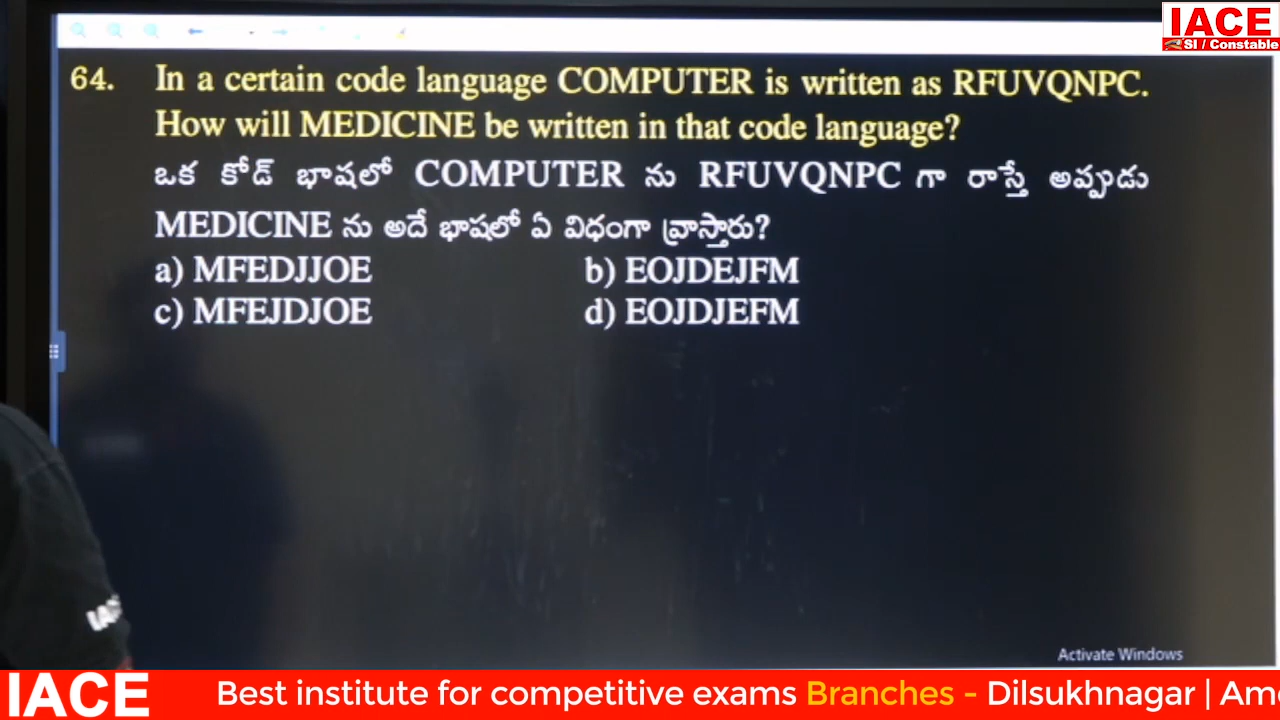 IACE
SI / Constable
64. In a certain code language COMPUTER is written as RFUVQNPC.
How will MEDICINE be written in that code language?
ఒక కోడ్ భాషలో COMPUTER ను RFUVQNPC గా రాస్తే అప్పుడు
MEDICINE ను అదే భాషలో ఏ విధంగా వ్రాస్తారు?
a) MFEDJJOE b) EOJDEJFM
c) MFEJDJOE d) EOJDJEFM
IACE
Activate Windows
IACE Best institute for competitive exams Branches - Dilsukhnagar | Ame